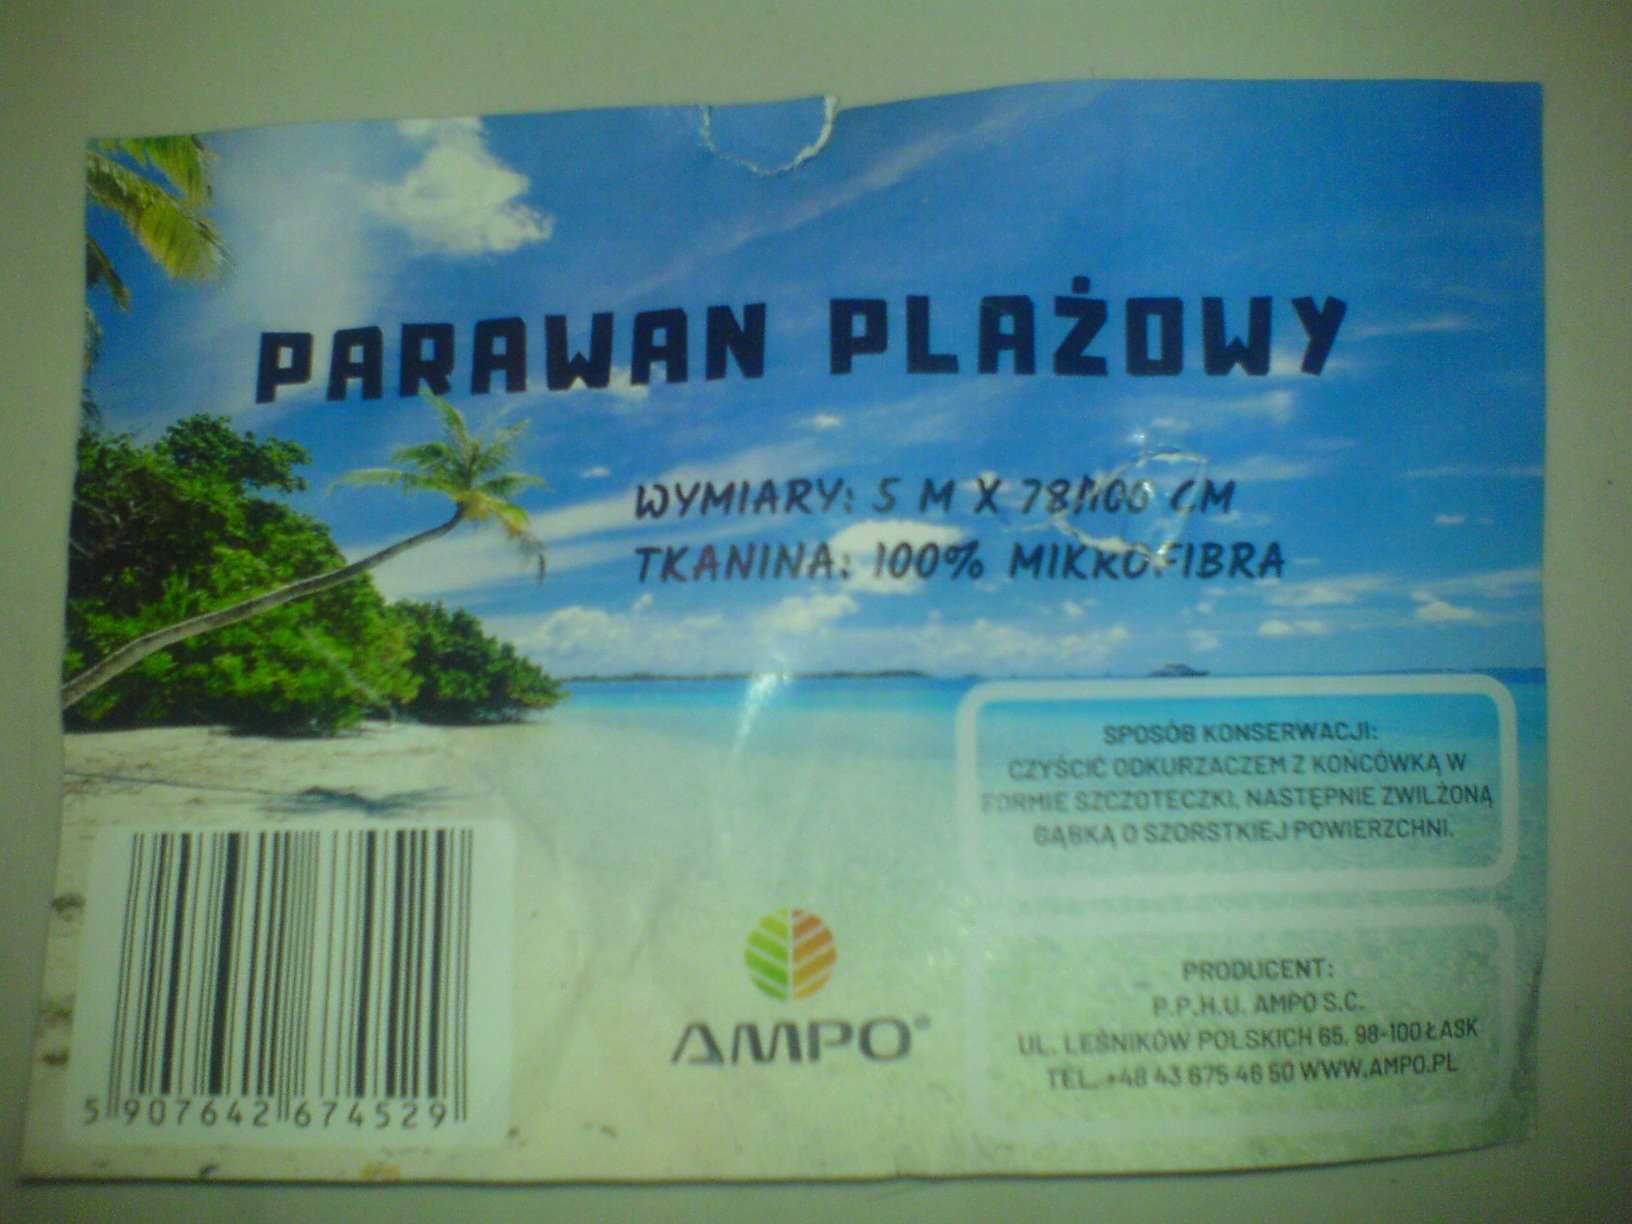 PARAWAN PLAŻOWY
WYMIARY: 5 M X 78/100 CM
TKANINA: 100% MIKROFIBRA
SPOSÓB KONSERWACJI:
CZYŚCIĆ ODKURZACZEM Z KOŃCÓWKĄ W
FORMIE SZCZOTECZKI, NASTĘPNIE ZWILŻONĄ
GĄBKĄ O SZORSTKIEJ POWIERZCHNI.
AMPO®
PRODUCENT:
P.P.H.U. AMPO S.C.
UL. LEŚNIKÓW POLSKICH 65, 98-100 ŁASK
TEL. +48 43 675 46 50 WWW.AMPO.PL
5 907642 674529